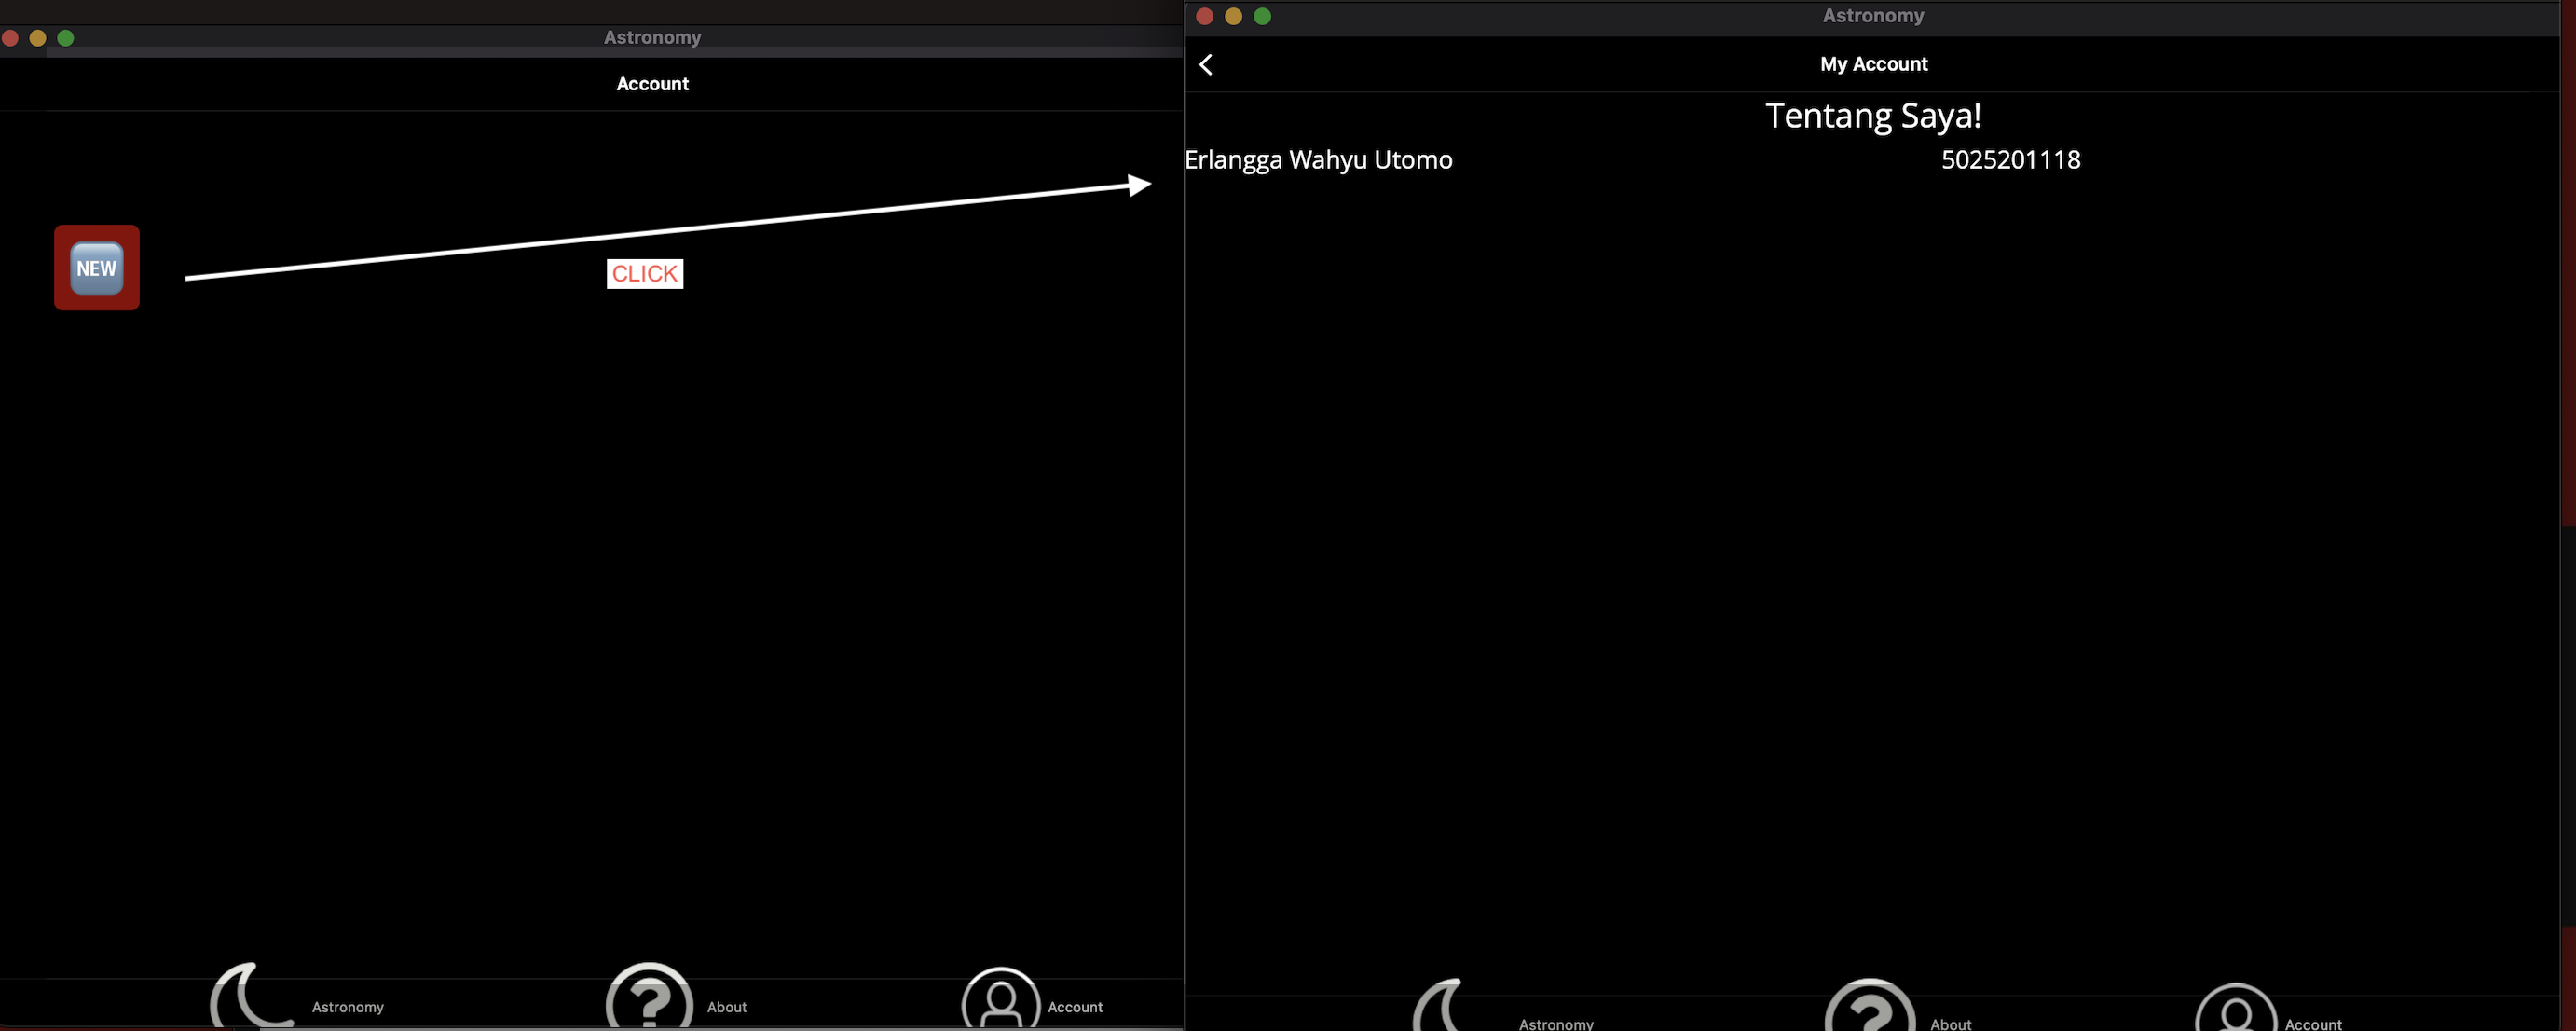 Astronomy
Account
NEW
CLICK
Astronomy
About
Account
Astronomy
My Account
Tentang Saya!
Erlangga Wahyu Utomo
5025201118
Astronomy
About
Account